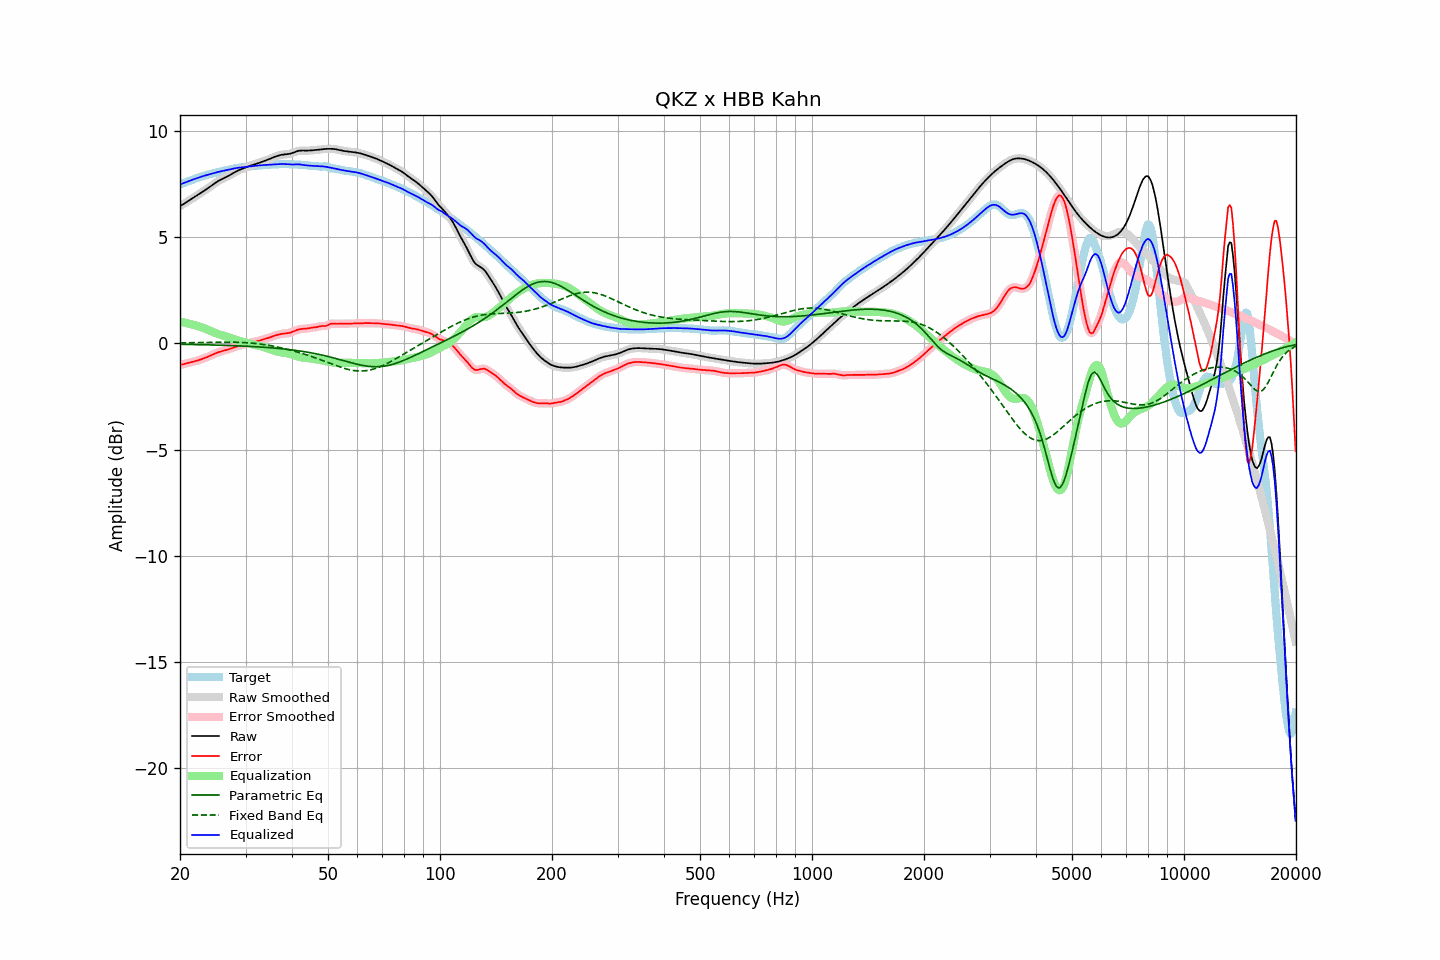 QKZ x HBB Kahn
10
5
0
−5
−10
−15
−20
Amplitude (dBr)
Target
Raw Smoothed
Error Smoothed
Raw
Error
Equalization
Parametric Eq
Fixed Band Eq
Equalized
20 50 100 200 500 1000 2000 5000 10000 20000
Frequency (Hz)